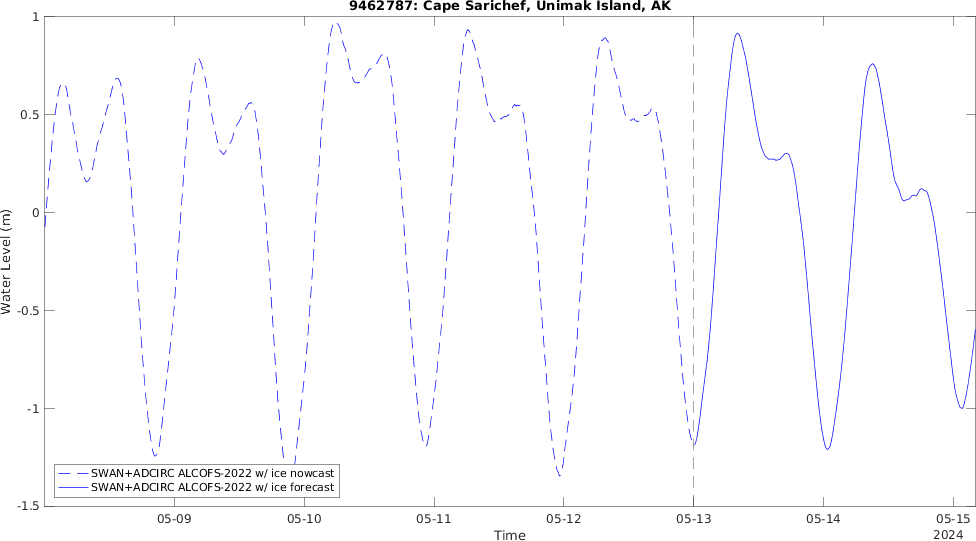 9462787: Cape Sarichef, Unimak Island, AK
1
0.5
0
-0.5
-1
-1.5
Water Level (m)
SWAN+ADCIRC ALCOFS-2022 w/ ice nowcast
SWAN+ADCIRC ALCOFS-2022 w/ ice forecast
05-09 05-10 05-11 05-12 05-13 05-14 05-15
Time 2024